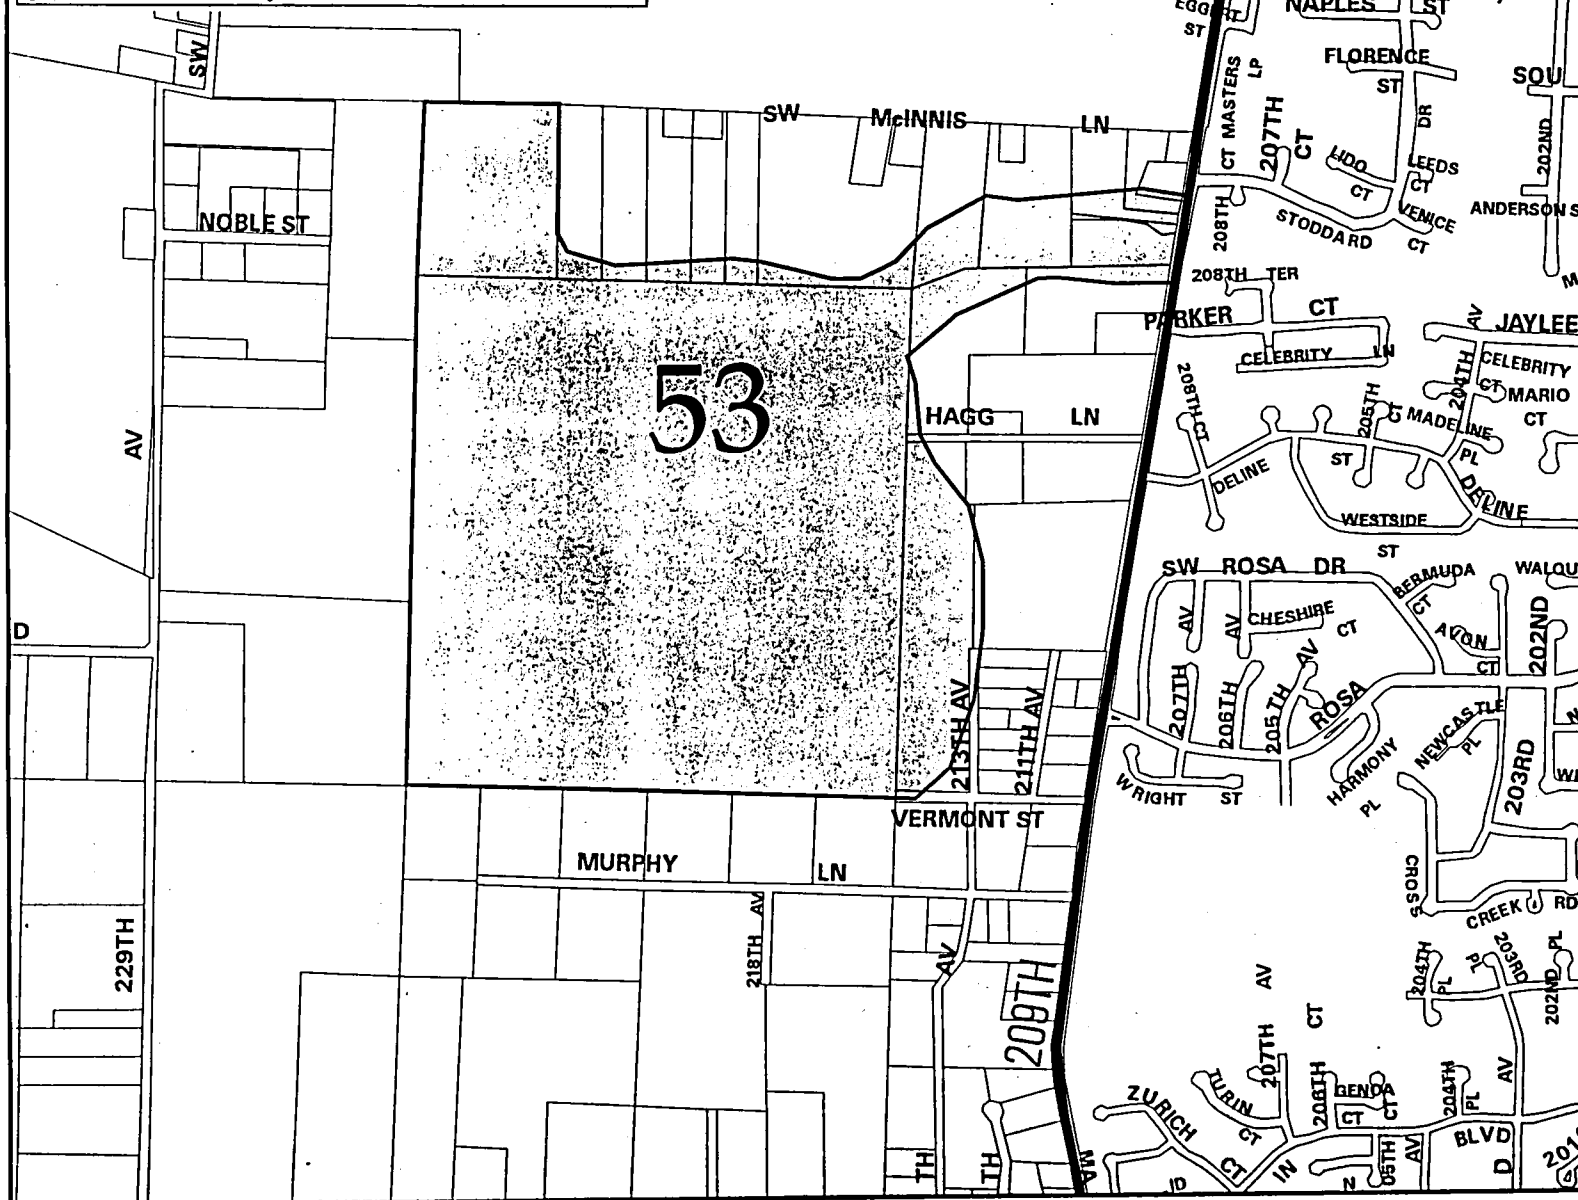 EGGERT
ST
NAPLES ST
SW
FLORENCE
ST
MASTERS LP
CT
207TH
CT
DR
SOU
202ND
SW McINNIS LN
LIDO
CT
LEEDS
CT
NOBLE ST
208TH
STODDARD
VENICE
CT
ANDERSON S
208TH TER
PARKER CT
CELEBRITY LN
AV
JAYLEE
53
208TH CT
205TH
CT
204TH
CELEBRITY
CT
MARIO
CT
MADELINE
PL
AV
HAGG LN
DELINE
ST
DELINE
WESTSIDE
ST
SW ROSA DR
BERMUDA
CT
WALQU
AV
AV
CHESHIRE
CT
AVON
CT
202ND
D
207TH
206TH
205TH
AV
ROSA
NEWCASTLE
PL
203RD
213TH AV
211TH AV
WRIGHT ST
HARMONY
PL
VERMONT ST
MURPHY LN
218TH AV
CROSS
CREEK RD
229TH
AV
209TH
204TH
PL
203RD
PL
202ND
PL
AV
CT
207TH
206TH
ZURICH
CT
TURIN
CT
GENOA
CT
CT
204TH
PL
AV
BLVD
TH
TH
MA
IN
05TH
AV
N
D